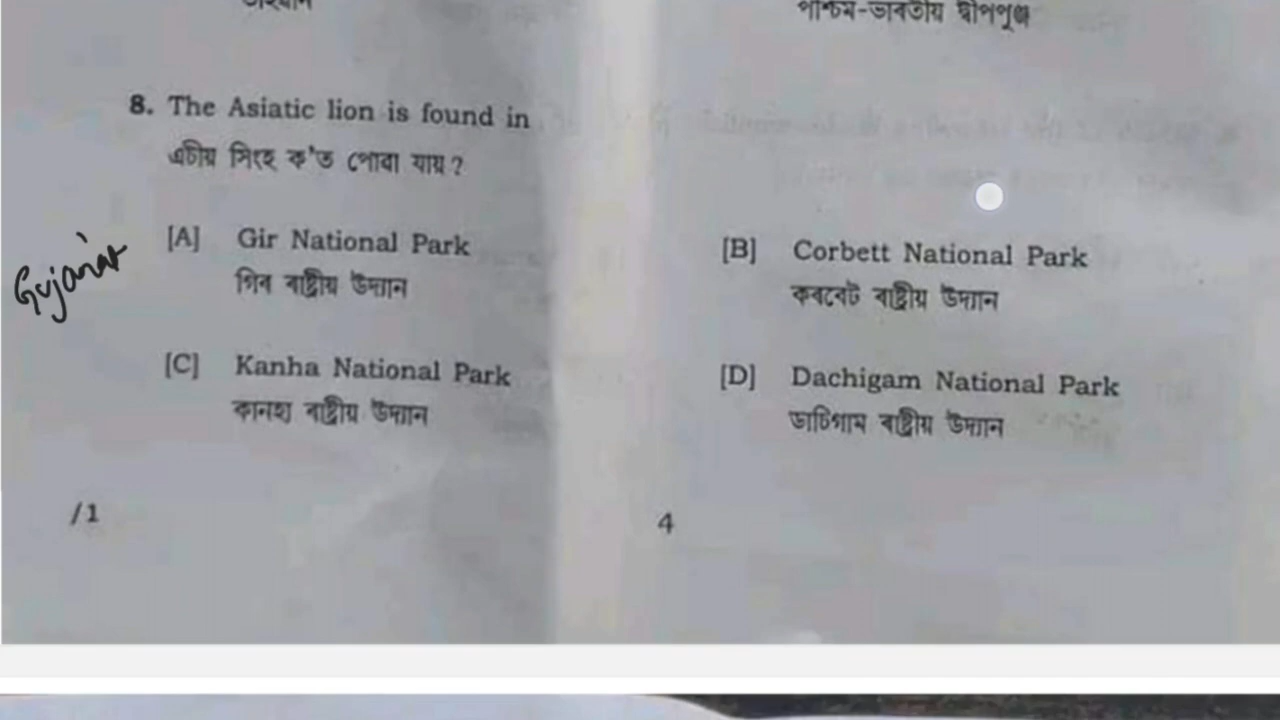 পশ্চিম-ভাৰতীয় দ্বীপপুঞ্জ
8. The Asiatic lion is found in
এচীয় সিংহ ক'ত পোৱা যায়?
Gujarat
[A] Gir National Park
গিৰ ৰাষ্ট্ৰীয় উদ্যান
[B] Corbett National Park
কৰবেট ৰাষ্ট্ৰীয় উদ্যান
[C] Kanha National Park
কানহা ৰাষ্ট্ৰীয় উদ্যান
[D] Dachigam National Park
ডাচিগাম ৰাষ্ট্ৰীয় উদ্যান
/1
4